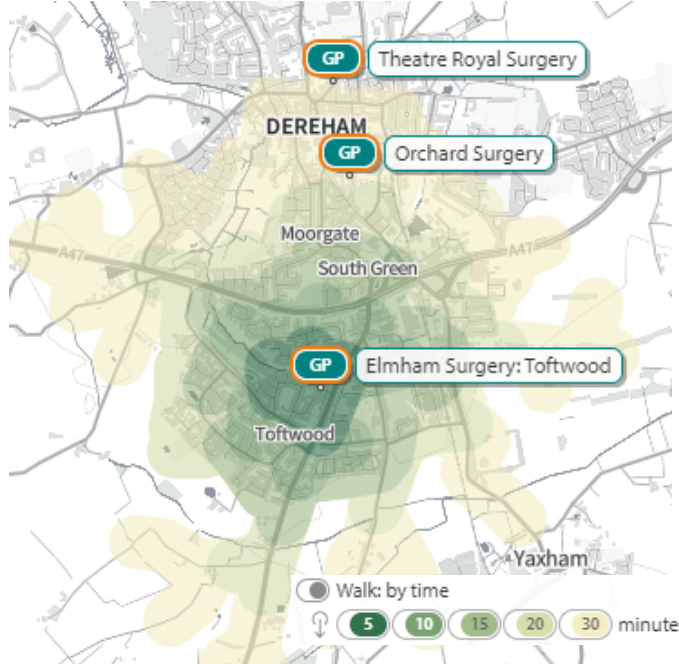 GP Theatre Royal Surgery
DEREHAM
GP Orchard Surgery
Moorgate
A47
A47
South Green
GP Elmham Surgery: Toftwood
Toftwood
Yaxham
Walk: by time
5 10 15 20 30 minute